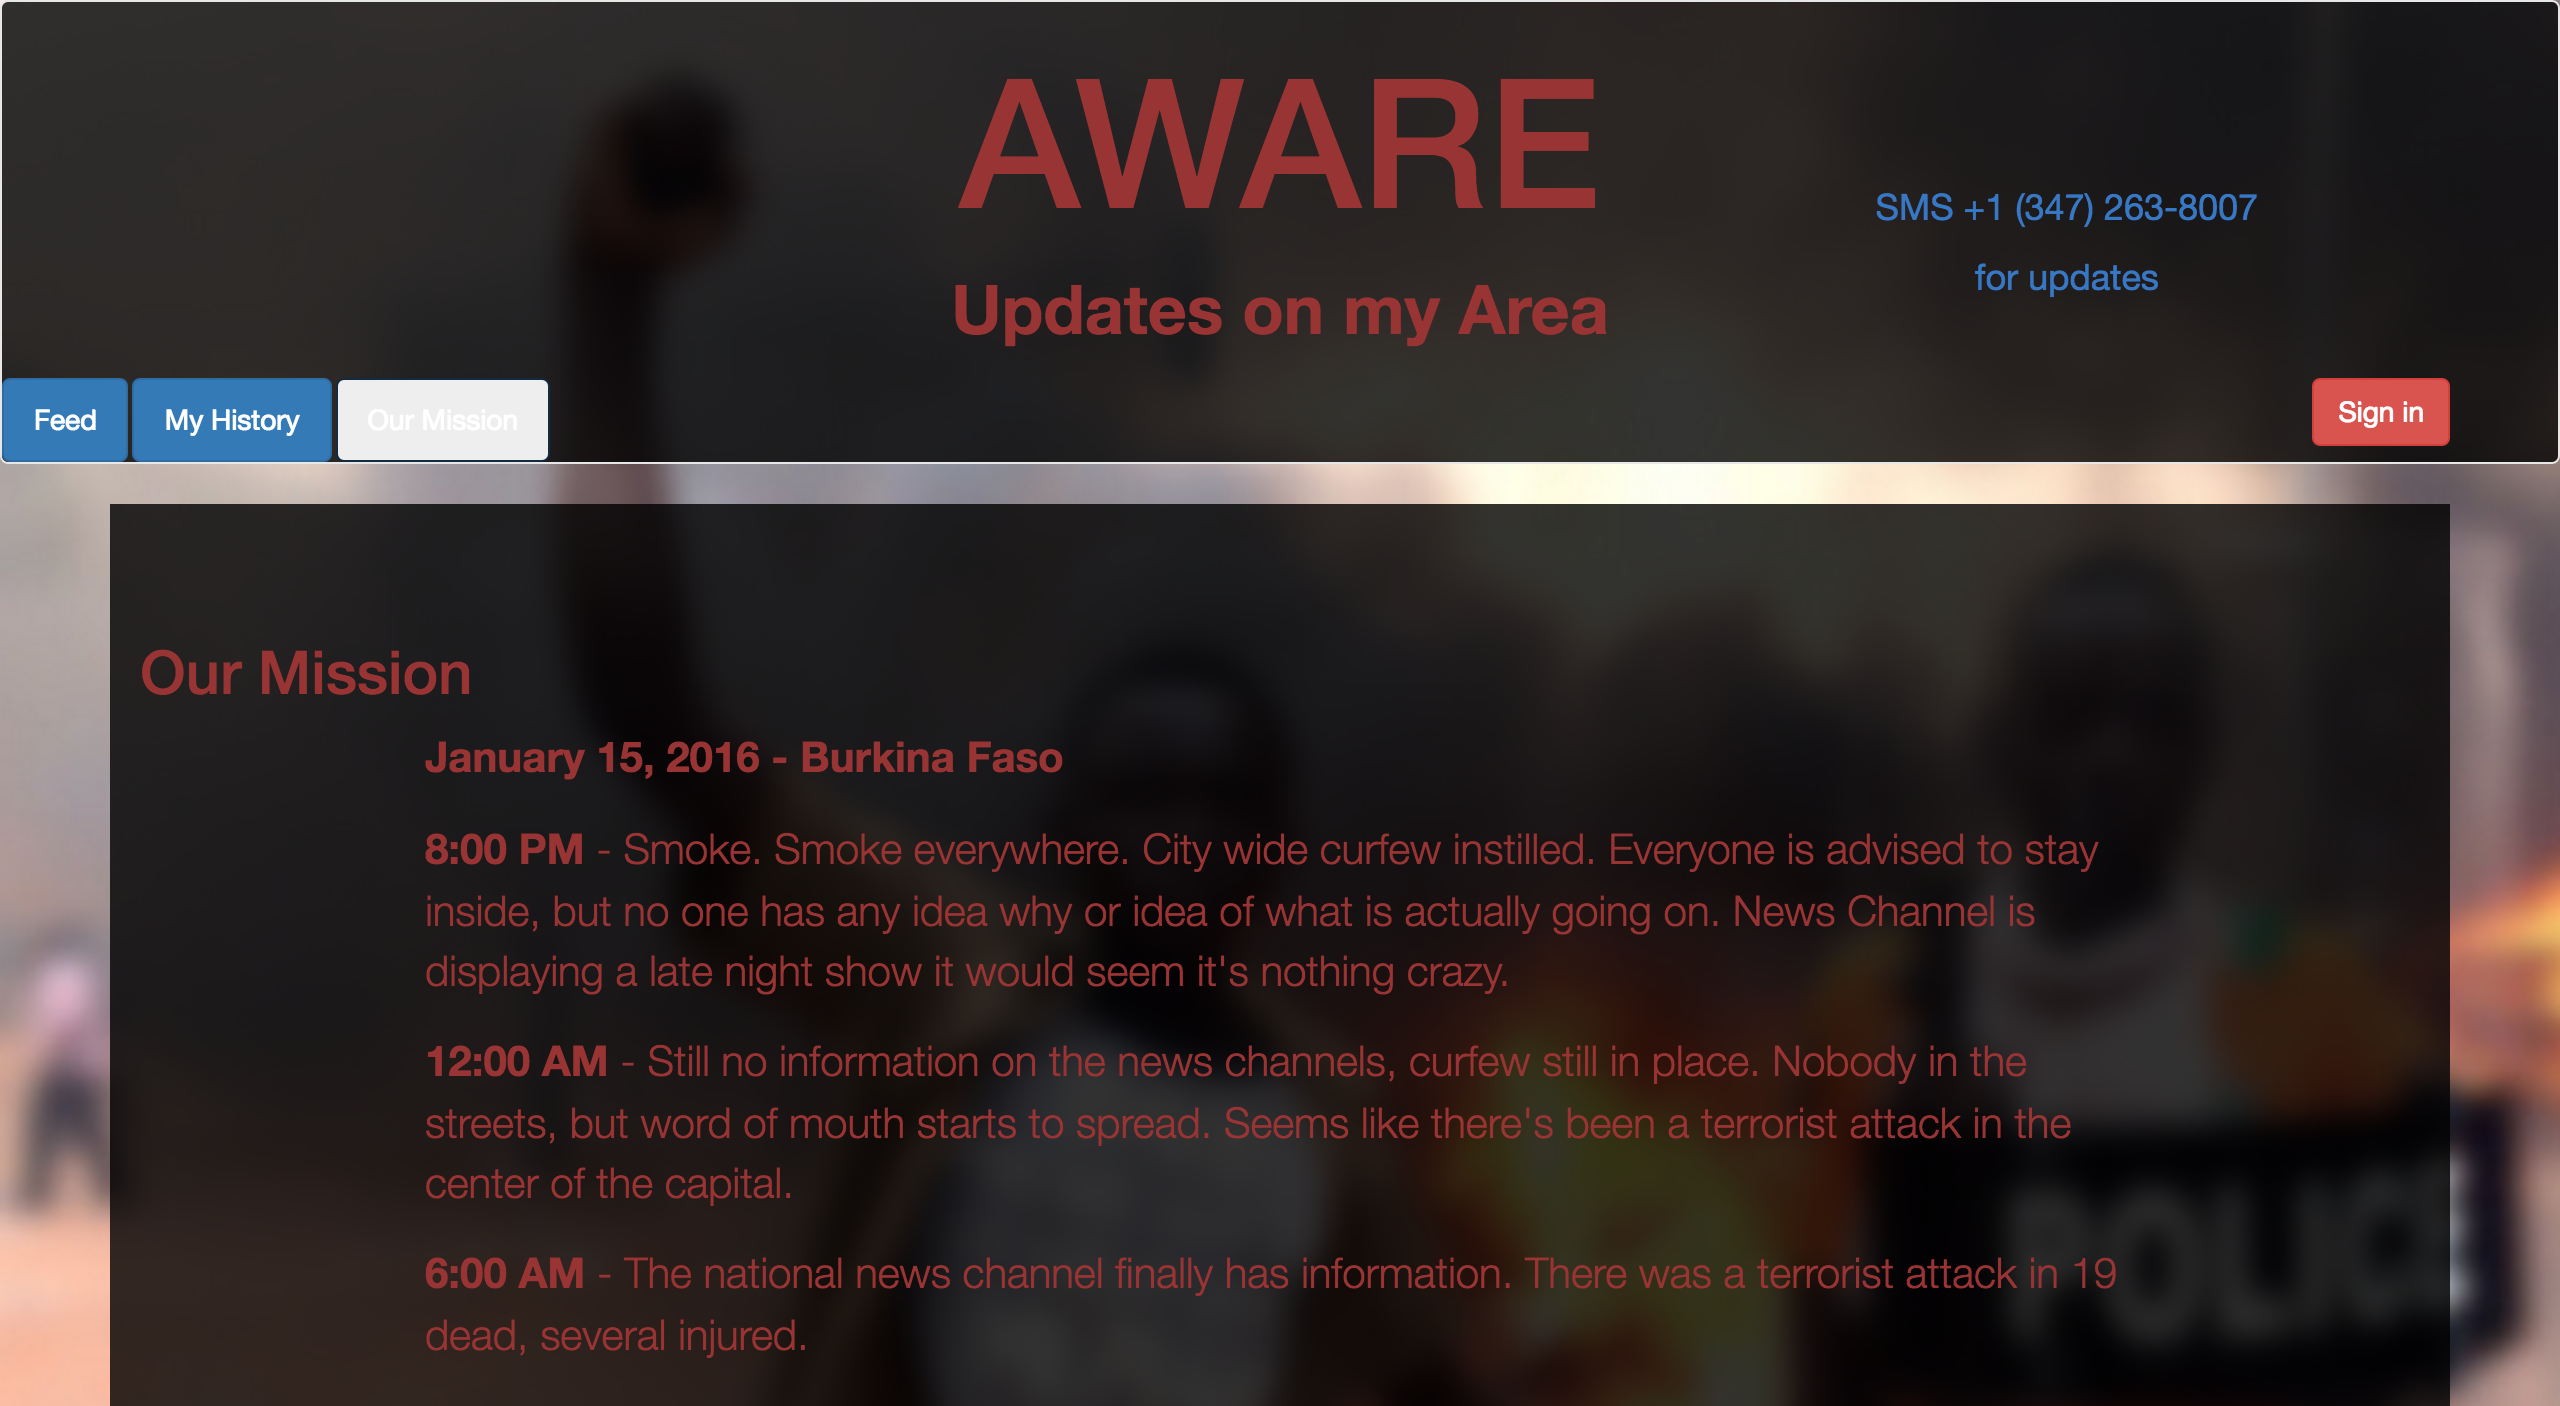 AWARE
SMS +1 (347) 263-8007
for updates
Updates on my Area
Feed
My History
Our Mission
Sign in
Our Mission
January 15, 2016 - Burkina Faso
8:00 PM - Smoke. Smoke everywhere. City wide curfew instilled. Everyone is advised to stay
inside, but no one has any idea why or idea of what is actually going on. News Channel is
displaying a late night show it would seem it's nothing crazy.
12:00 AM - Still no information on the news channels, curfew still in place. Nobody in the
streets, but word of mouth starts to spread. Seems like there's been a terrorist attack in the
center of the capital.
6:00 AM - The national news channel finally has information. There was a terrorist attack in 19
dead, several injured.
POLICE